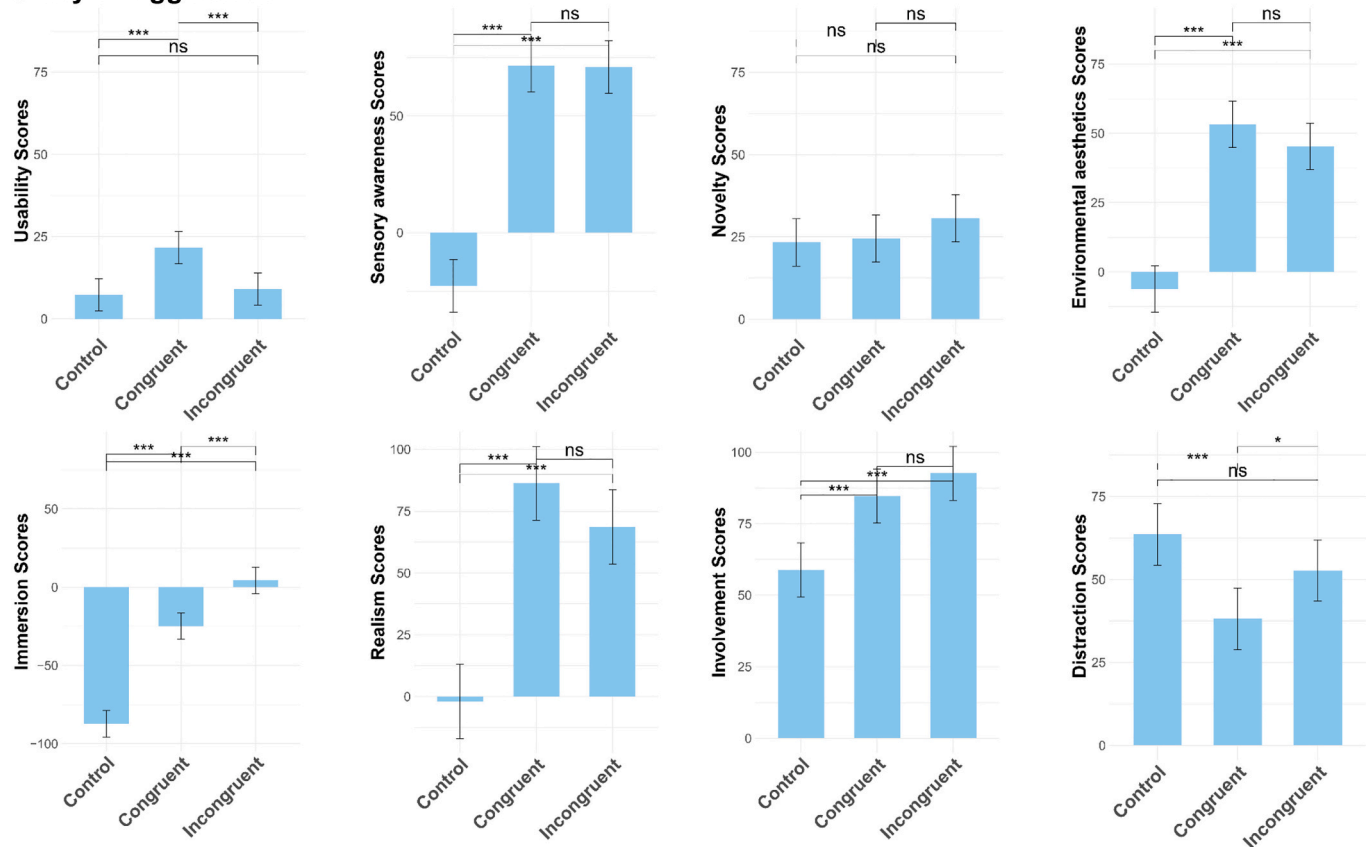 Usability Scores
75
50
25
0
***
***
ns
Control
Congruent
Incongruent
Sensory awareness Scores
50
0
***
ns
***
Control
Congruent
Incongruent
Novelty Scores
75
50
25
0
ns
ns
ns
Control
Congruent
Incongruent
Environmental aesthetics Scores
75
50
25
0
***
ns
***
Control
Congruent
Incongruent
Immersion Scores
50
0
−50
−100
***
***
***
Control
Congruent
Incongruent
Realism Scores
100
75
50
25
0
***
ns
***
Control
Congruent
Incongruent
Involvement Scores
100
75
50
25
0
ns
***
***
Control
Congruent
Incongruent
Distraction Scores
75
50
25
0
*
***
ns
Control
Congruent
Incongruent